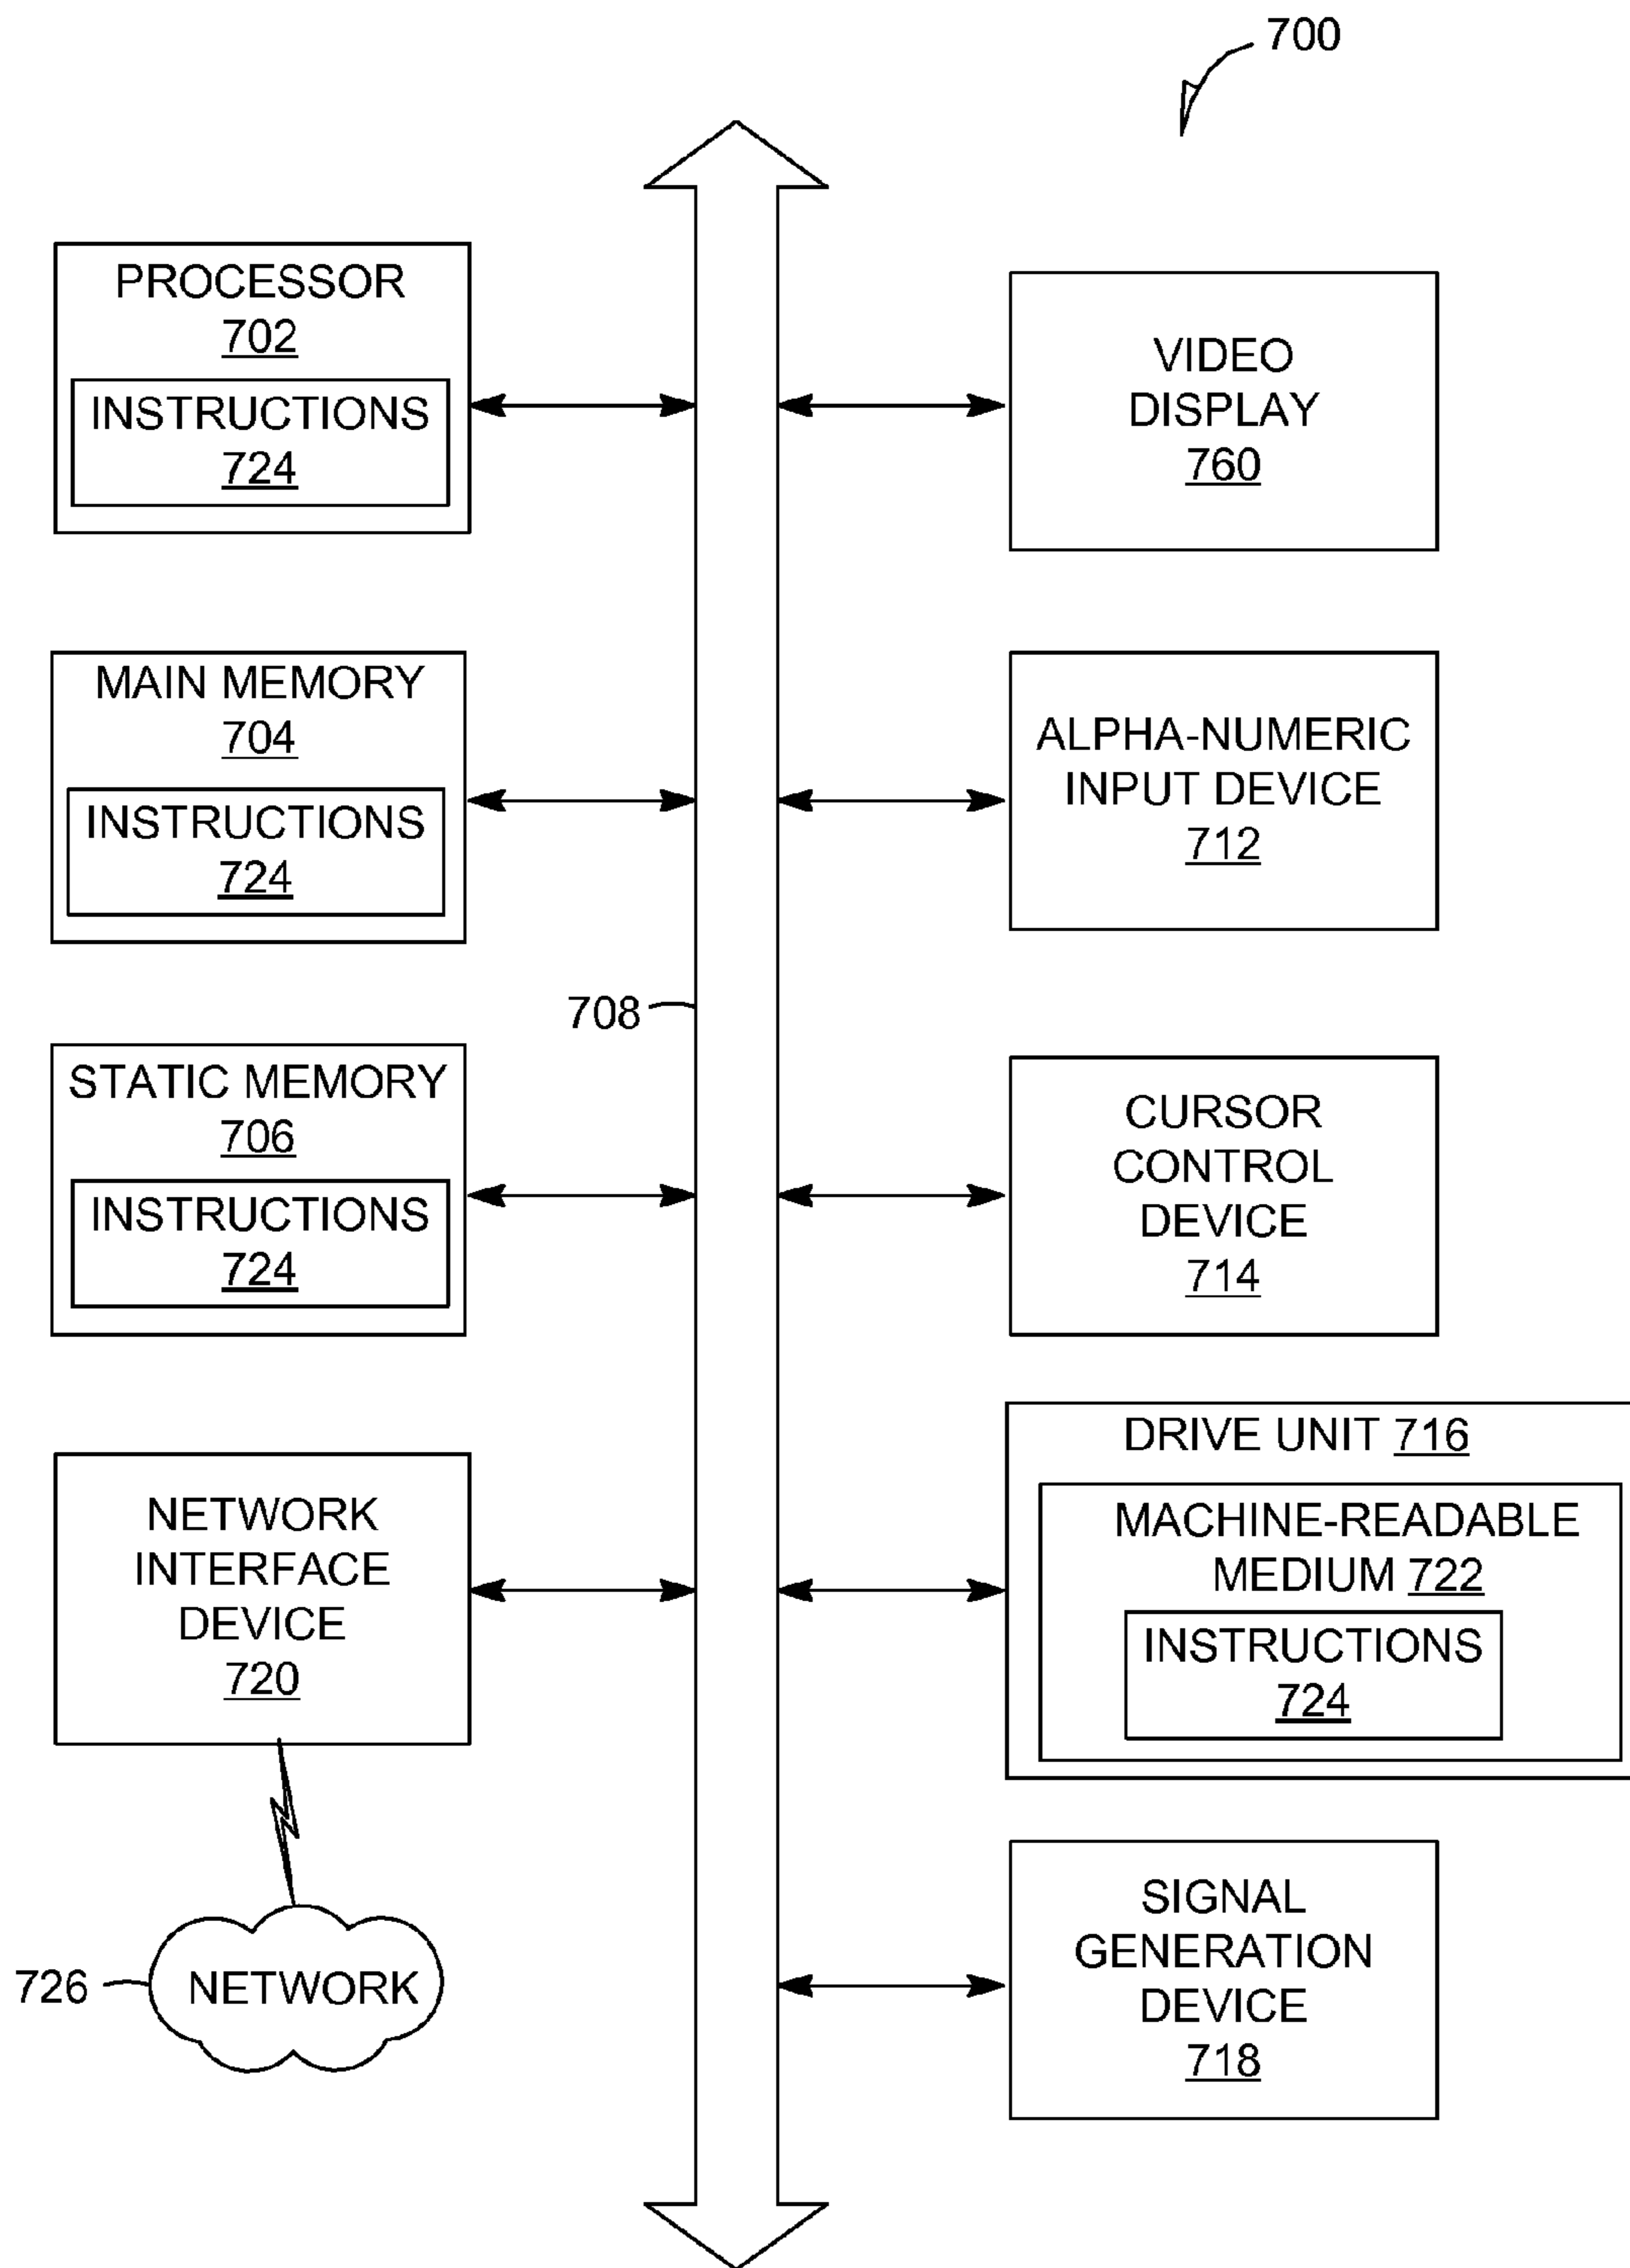 700
PROCESSOR
702
INSTRUCTIONS
724
MAIN MEMORY
704
INSTRUCTIONS
724
708
STATIC MEMORY
706
INSTRUCTIONS
724
NETWORK
INTERFACE
DEVICE
720
726
NETWORK
VIDEO
DISPLAY
760
ALPHA-NUMERIC
INPUT DEVICE
712
CURSOR
CONTROL
DEVICE
714
DRIVE UNIT 716
MACHINE-READABLE
MEDIUM 722
INSTRUCTIONS
724
SIGNAL
GENERATION
DEVICE
718